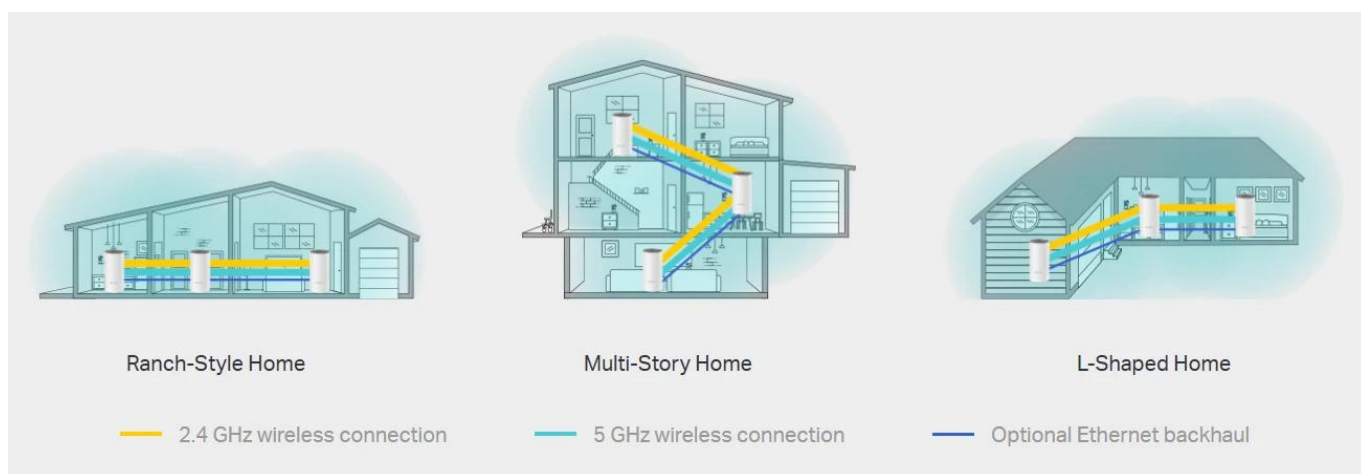 Ranch-Style Home
Multi-Story Home
L-Shaped Home
2.4 GHz wireless connection
5 GHz wireless connection
Optional Ethernet backhaul